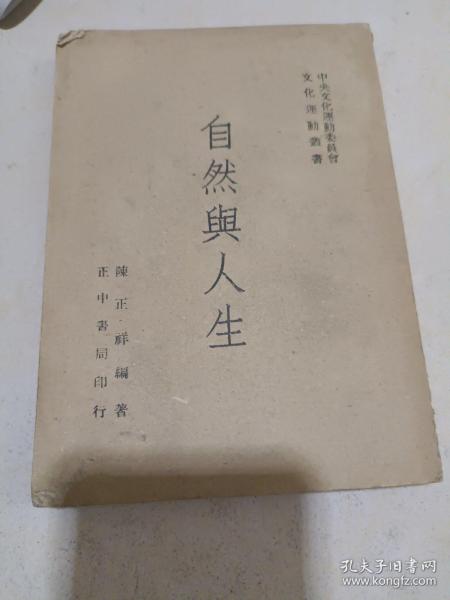 中央文化運動委員會
文化運動叢書
自然與人生
陳正祥編著
正中書局印行
孔夫子旧书网
www.kongfz.com